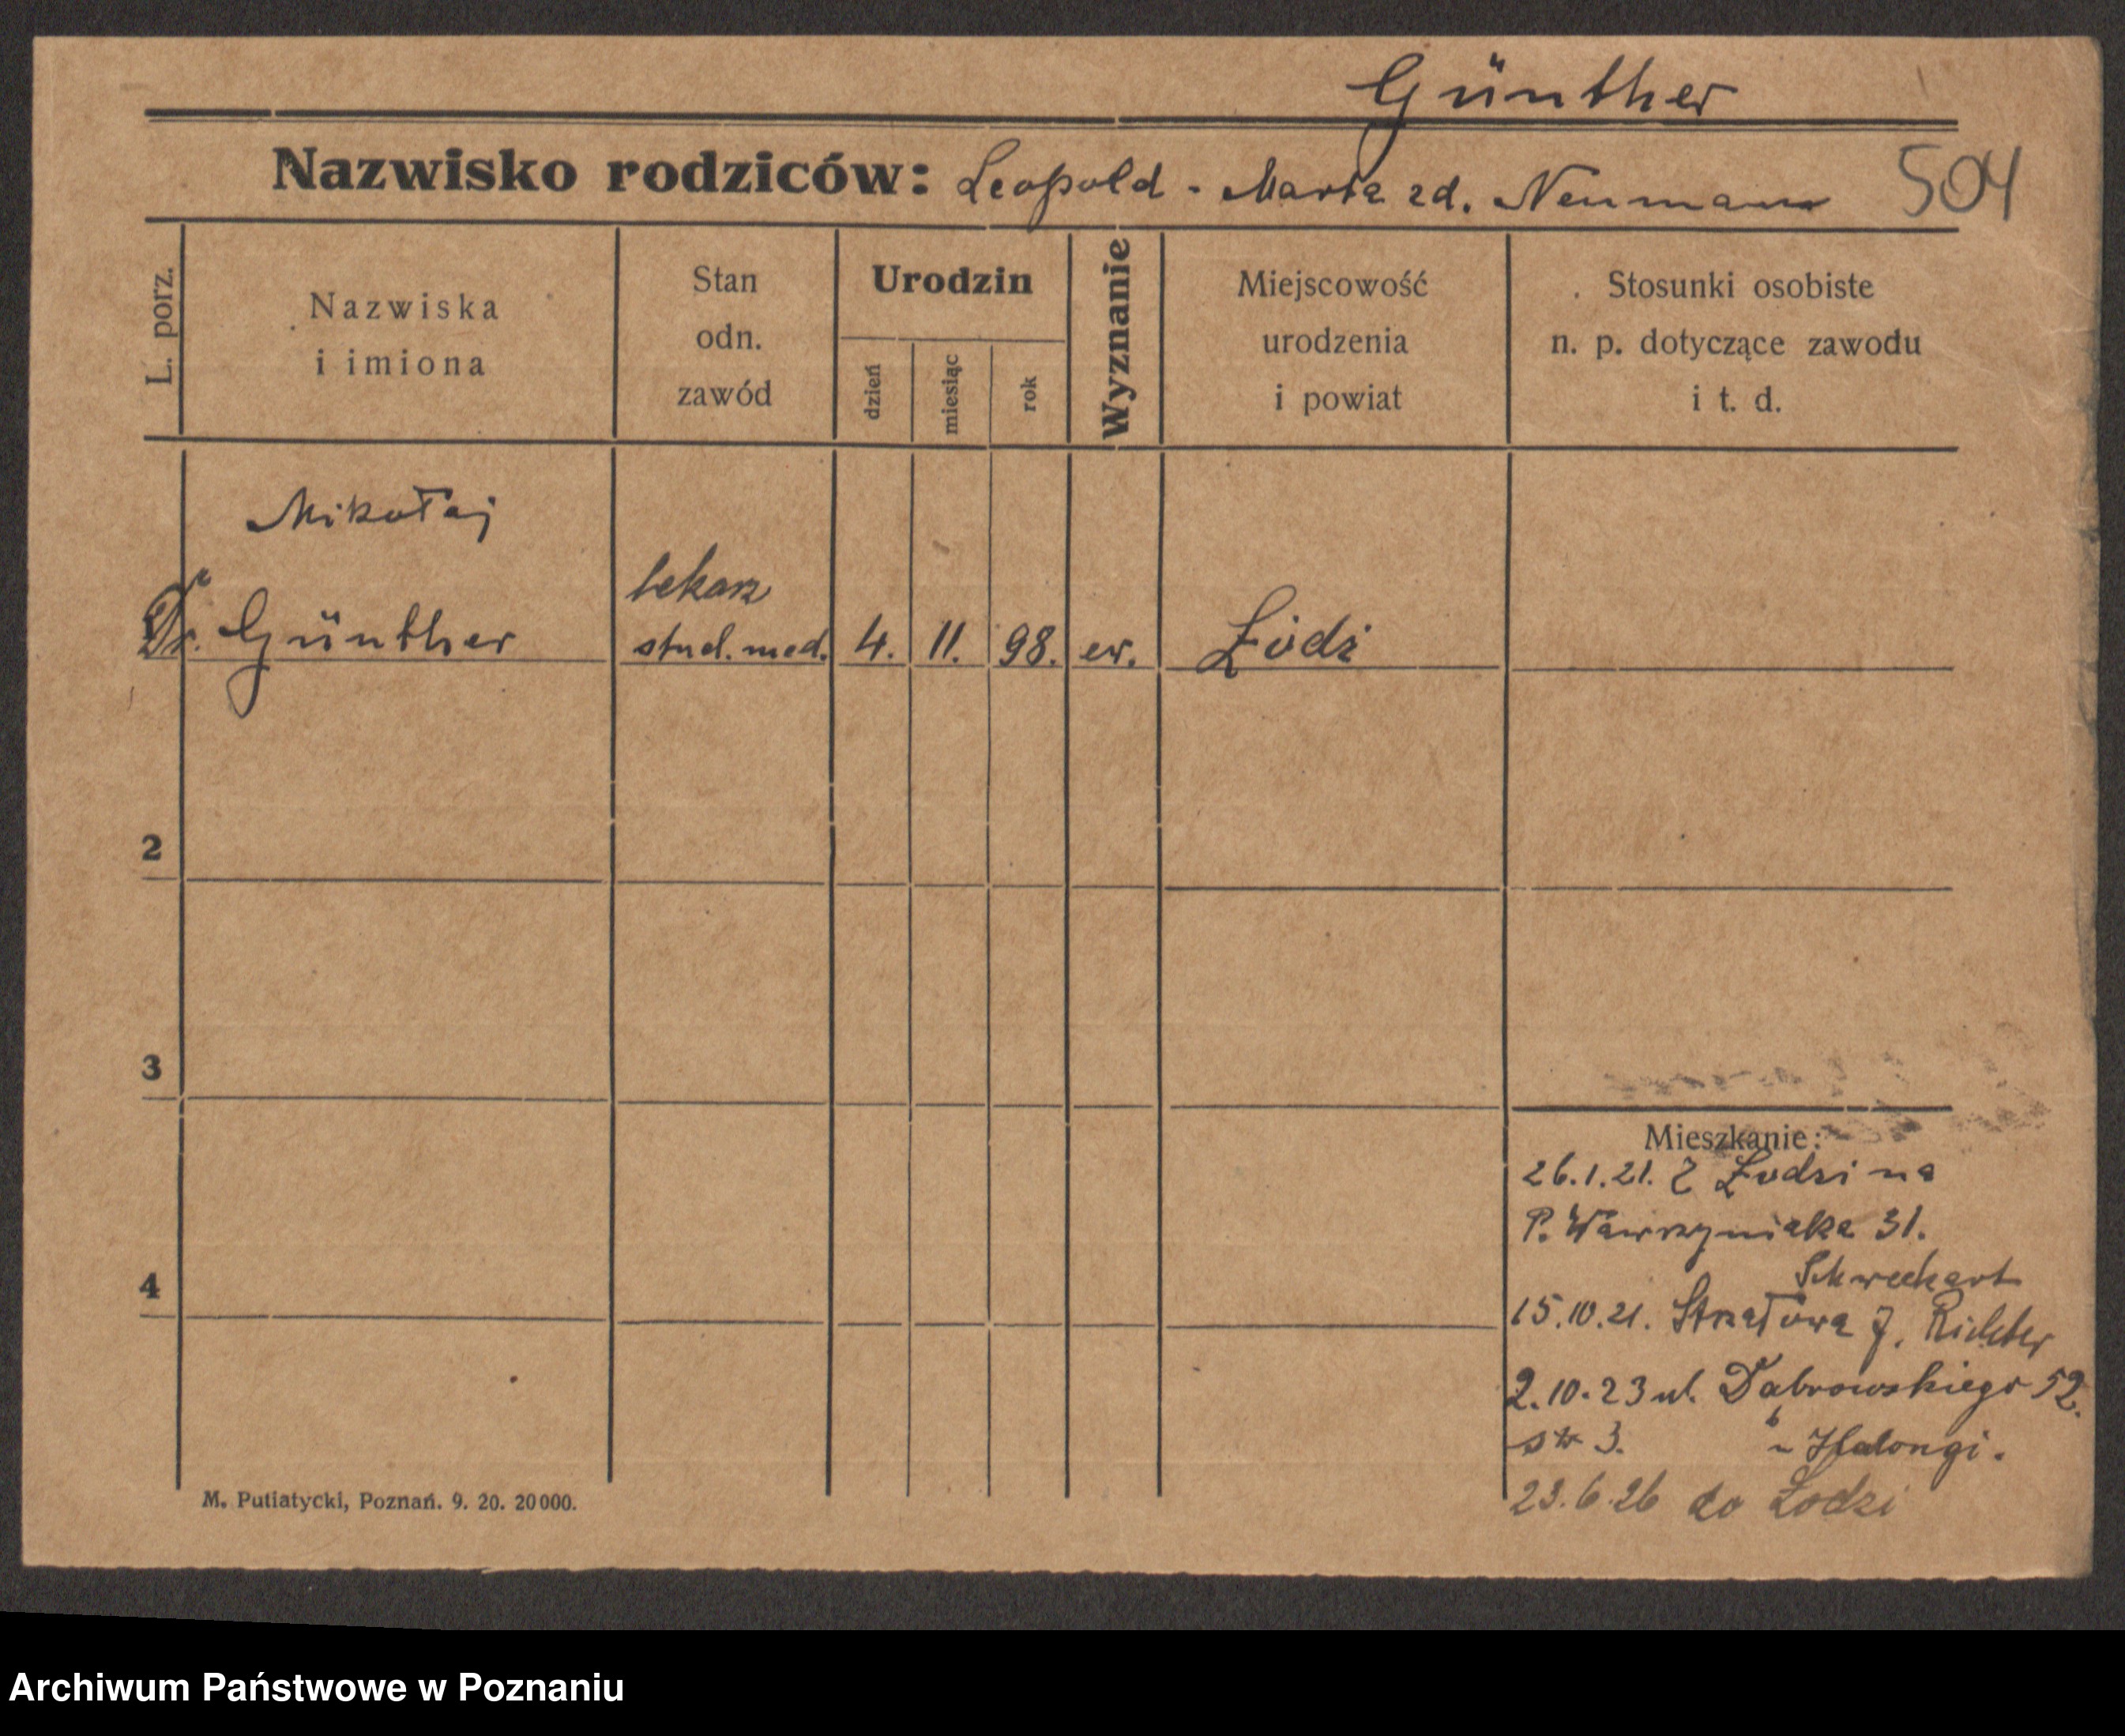 Günther
Nazwisko rodziców: Leopold - Marta zd. Neumann 504
L. porz.
Nazwiska
i imiona
Stan
odn.
zawód
Urodzin
dzień
miesiąc
rok
Wyznanie
Miejscowość
urodzenia
i powiat
Stosunki osobiste
n. p. dotyczące zawodu
i t. d.
Mikołaj
lekarz
Dr. Günther stud. med. 4. 11. 98. ew. Łódź
2
3
4
Mieszkanie:
26.1.21. Z Łodzi na
P. Wawrzyniaka 31.
15.10.21. J. Richter
2.10.23 ul. Dąbrowskiego 52.
3.
23.6.26 do Łodzi
M. Putiatycki, Poznań. 9. 20. 20000.
Archiwum Państwowe w Poznaniu